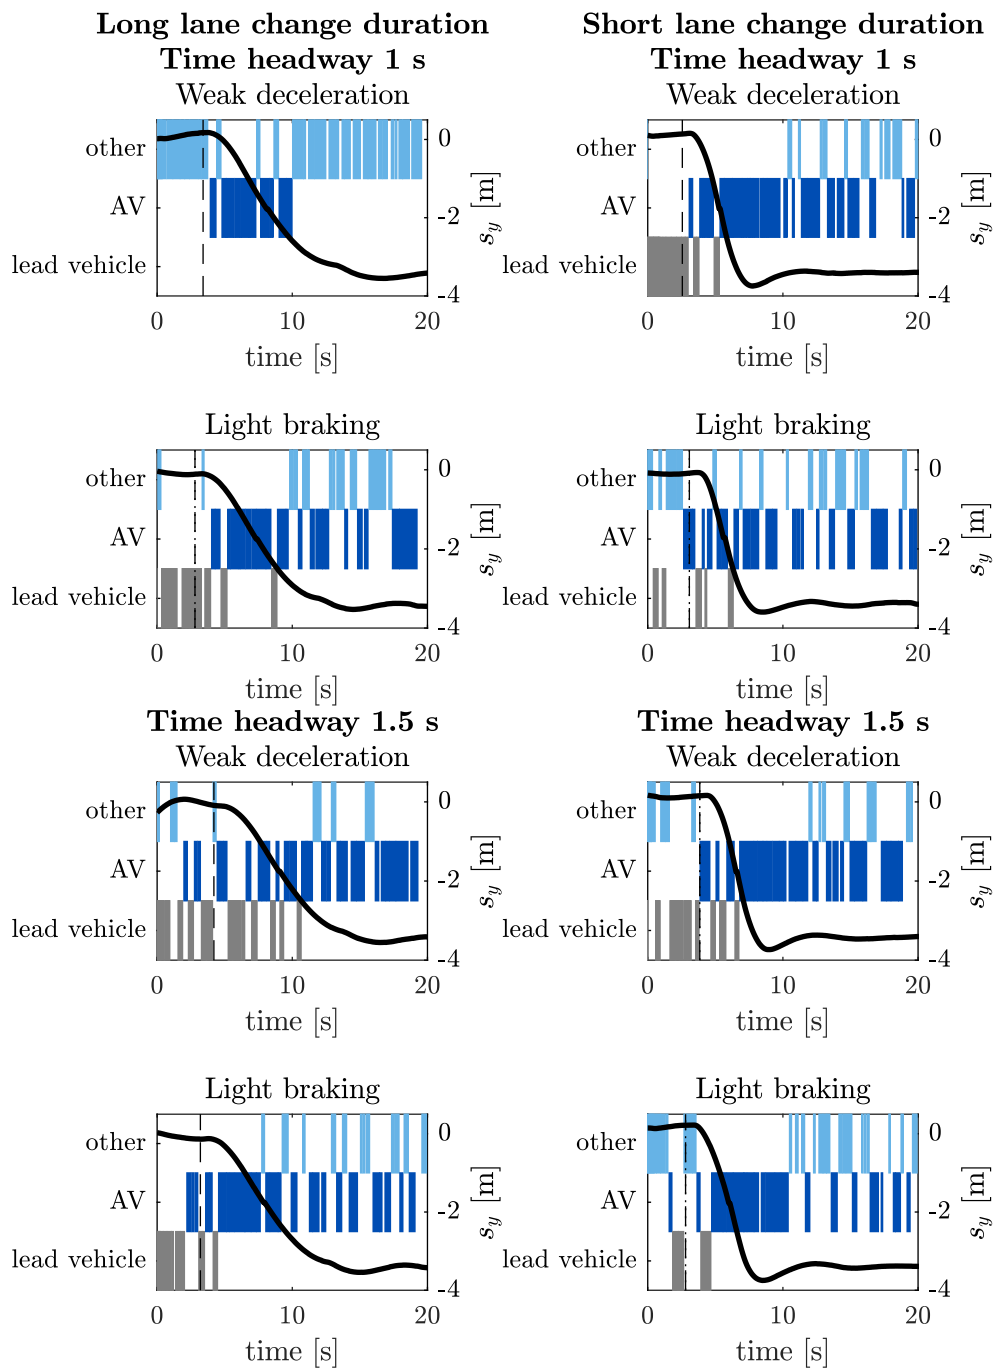 Long lane change duration
Time headway 1 s
Weak deceleration
other
AV
lead vehicle
0
-2
-4
s_y [m]
0 10 20
time [s]
Short lane change duration
Time headway 1 s
Weak deceleration
other
AV
lead vehicle
0
-2
-4
s_y [m]
0 10 20
time [s]
Light braking
other
AV
lead vehicle
0
-2
-4
s_y [m]
0 10 20
time [s]
Light braking
other
AV
lead vehicle
0
-2
-4
s_y [m]
0 10 20
time [s]
Time headway 1.5 s
Weak deceleration
other
AV
lead vehicle
0
-2
-4
s_y [m]
0 10 20
time [s]
Time headway 1.5 s
Weak deceleration
other
AV
lead vehicle
0
-2
-4
s_y [m]
0 10 20
time [s]
Light braking
other
AV
lead vehicle
0
-2
-4
s_y [m]
0 10 20
time [s]
Light braking
other
AV
lead vehicle
0
-2
-4
s_y [m]
0 10 20
time [s]